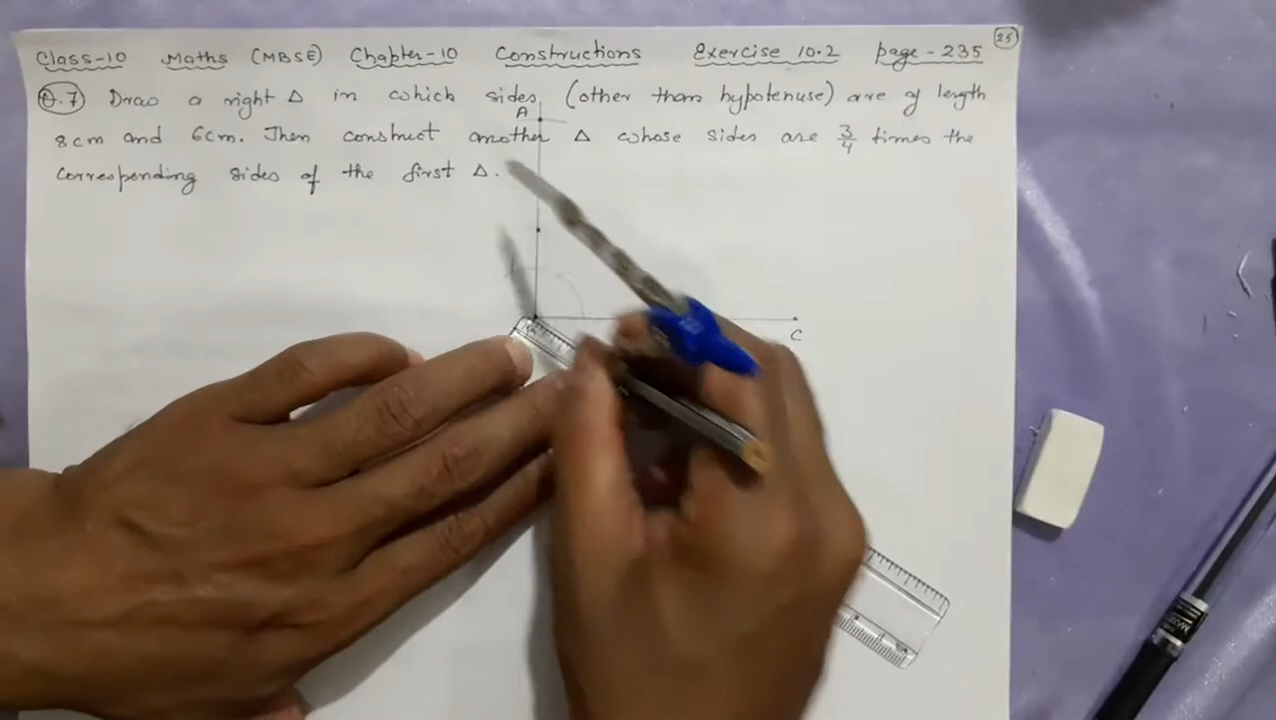 Class-10 Maths (MBSE) Chapter-10 Constructions Exercise 10.2 page-235 25
Q.7 Draw a right Δ in which sides (other than hypotenuse) are of length
8cm and 6cm. Then construct another Δ whose sides are 3/4 times the
corresponding sides of the first Δ.
A
C